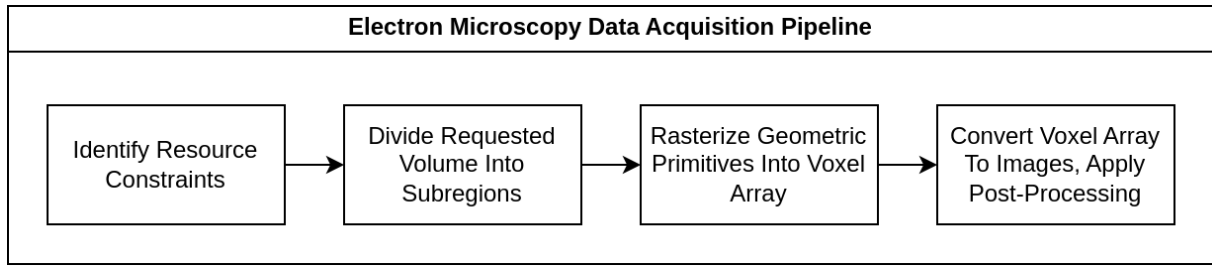 Electron Microscopy Data Acquisition Pipeline
Identify Resource
Constraints
Divide Requested
Volume Into
Subregions
Rasterize Geometric
Primitives Into Voxel
Array
Convert Voxel Array
To Images, Apply
Post-Processing